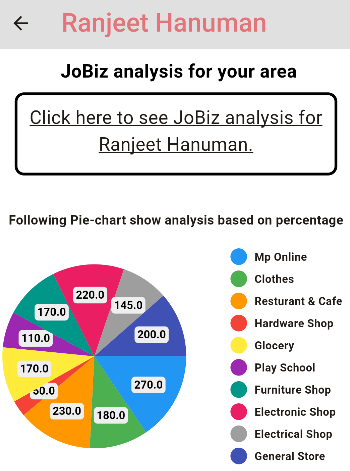 Ranjeet Hanuman
JoBiz analysis for your area
Click here to see JoBiz analysis for
Ranjeet Hanuman.
Following Pie-chart show analysis based on percentage
Mp Online
Clothes
Resturant & Cafe
Hardware Shop
Glocery
Play School
Furniture Shop
Electronic Shop
Electrical Shop
General Store
220.0
145.0
170.0
200.0
110.0
170.0
270.0
230.0
180.0